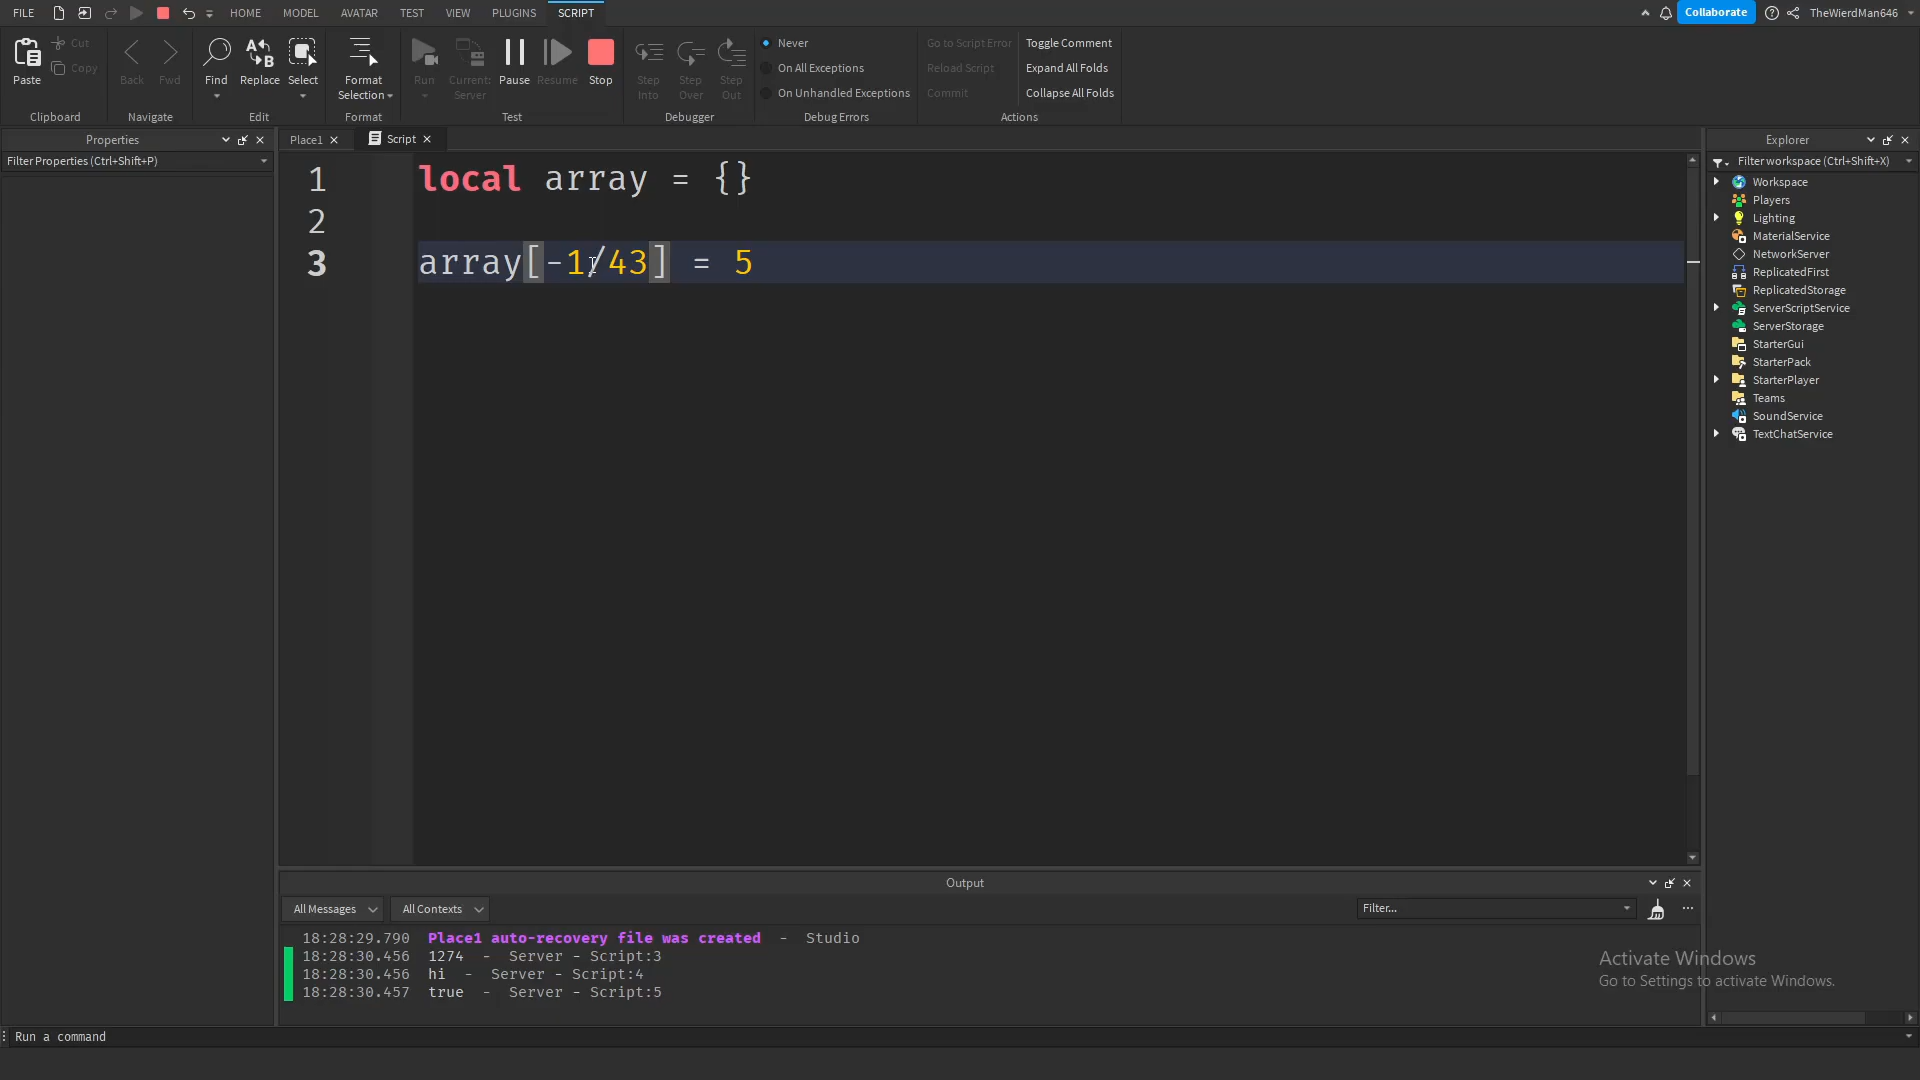 FILE HOME MODEL AVATAR TEST VIEW PLUGINS SCRIPT Collaborate TheWierdMan646
Paste Cut Copy Back Fwd Find Replace Select Format Selection Run Current: Server Pause Resume Stop Step Into Step Over Step Out
Never
On All Exceptions
On Unhandled Exceptions
Go to Script Error
Reload Script
Commit
Toggle Comment
Expand All Folds
Collapse All Folds
Clipboard Navigate Edit Format Test Debugger Debug Errors Actions
Properties
Filter Properties (Ctrl+Shift+P)
Place1 Script
1 local array = {}
2
3 array[-1/43] = 5
Explorer
Filter workspace (Ctrl+Shift+X)
Workspace
Players
Lighting
MaterialService
NetworkServer
ReplicatedFirst
ReplicatedStorage
ServerScriptService
ServerStorage
StarterGui
StarterPack
StarterPlayer
Teams
SoundService
TextChatService
Output
All Messages All Contexts Filter...
18:28:29.790 Place1 auto-recovery file was created - Studio
18:28:30.456 1274 - Server - Script:3
18:28:30.456 hi - Server - Script:4
18:28:30.457 true - Server - Script:5
Activate Windows
Go to Settings to activate Windows.
Run a command